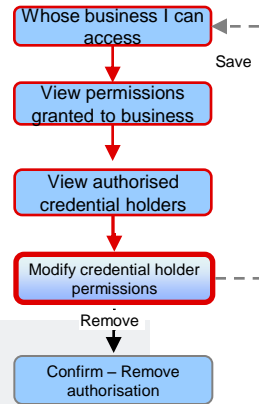 Whose business I can
access
Save
View permissions
granted to business
View authorised
credential holders
Modify credential holder
permissions
Remove
Confirm – Remove
authorisation